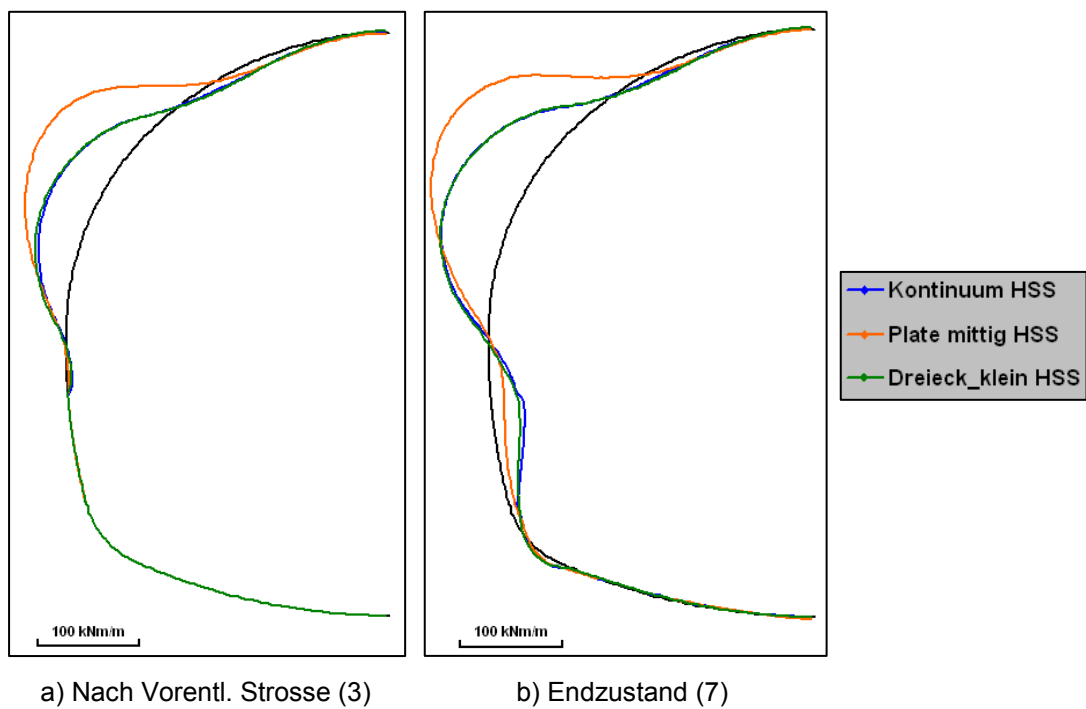 Kontinuum HSS
Plate mittig HSS
Dreieck_klein HSS
100 kNm/m
100 kNm/m
a) Nach Vorentl. Strosse (3)
b) Endzustand (7)